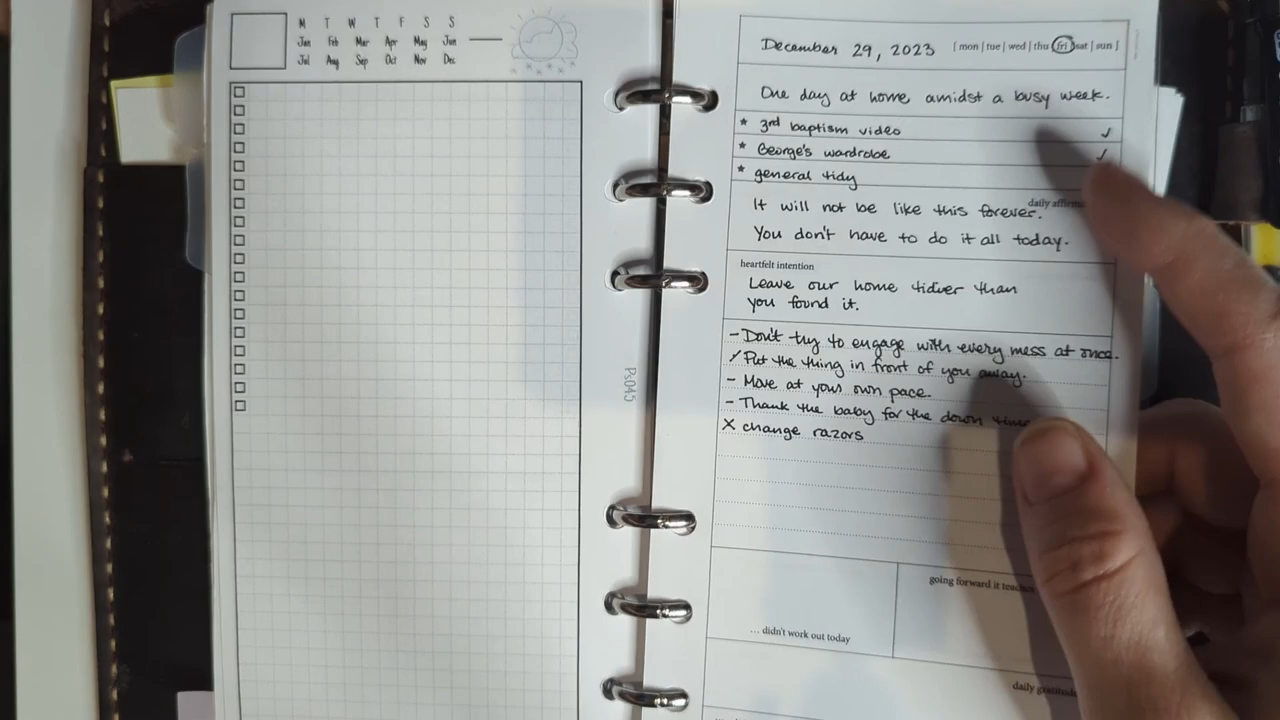 M T W T F S S
Jan Feb Mar Apr May Jun
Jul Aug Sep Oct Nov Dec
Ps045
December 29, 2023 [ mon | tue | wed | thu | fri | sat | sun ]
One day at home amidst a busy week.
* 3rd baptism video ✓
* George's wardrobe ✓
* general tidy
daily
It will not be like this forever.
You don't have to do it all today.
heartfelt intention
Leave our home tidier than
you found it.
- Don't try to engage with every mess at once.
✓ Put the thing in front of you away.
- Move at your own pace.
- Thank the baby for the down time
X change razors
... didn't work out today
going forward it
daily